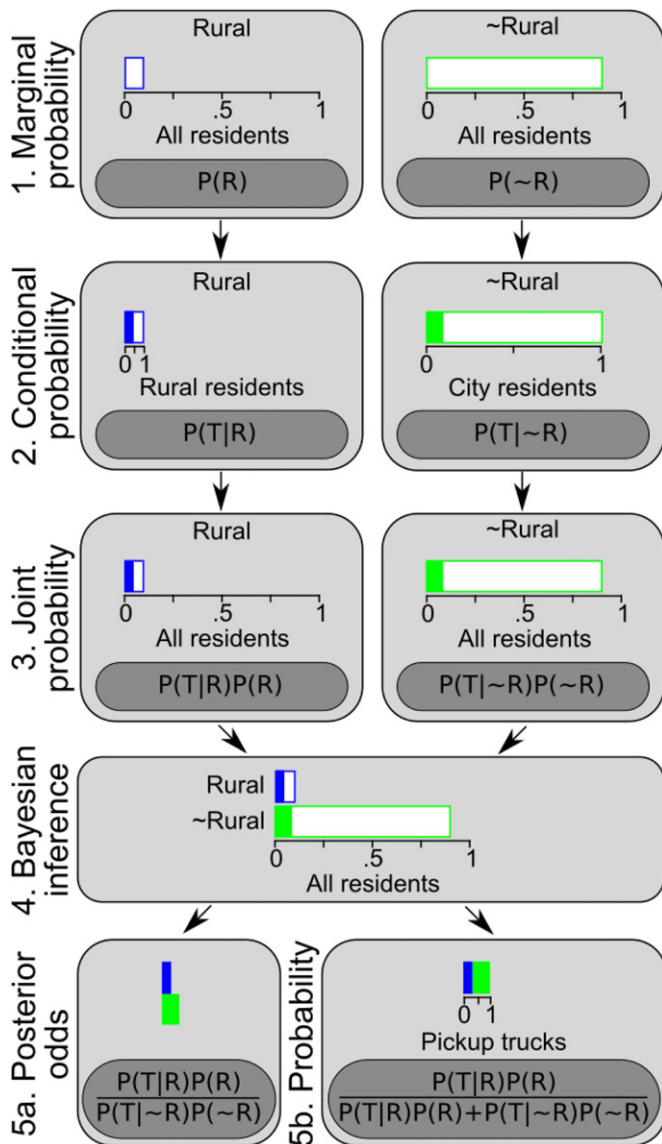 1. Marginal
probability
Rural
0 .5 1
All residents
P(R)
~Rural
0 .5 1
All residents
P(~R)
2. Conditional
probability
Rural
0 1
Rural residents
P(T|R)
~Rural
0 1
City residents
P(T|~R)
3. Joint
probability
Rural
0 .5 1
All residents
P(T|R)P(R)
~Rural
0 .5 1
All residents
P(T|~R)P(~R)
4. Bayesian
inference
Rural
~Rural
0 .5 1
All residents
5a. Posterior
odds
P(T|R)P(R)
P(T|~R)P(~R)
5b. Probability
0 1
Pickup trucks
P(T|R)P(R)
P(T|R)P(R)+P(T|~R)P(~R)